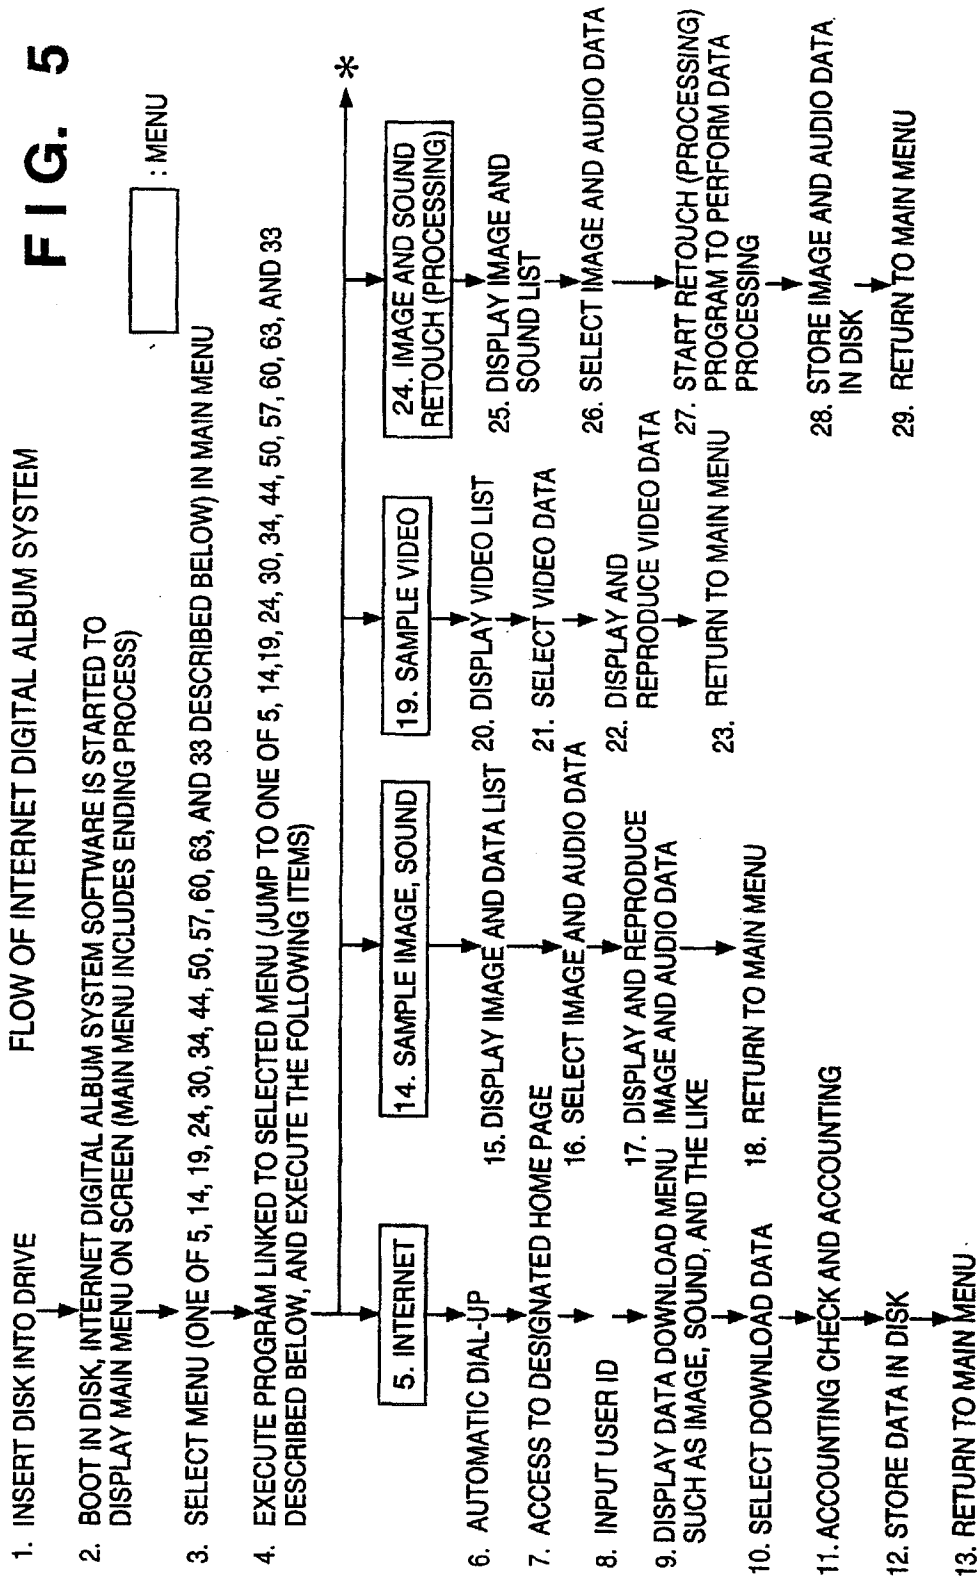 FIG. 5
FLOW OF INTERNET DIGITAL ALBUM SYSTEM
: MENU
1. INSERT DISK INTO DRIVE
2. BOOT IN DISK, INTERNET DIGITAL ALBUM SYSTEM SOFTWARE IS STARTED TO
DISPLAY MAIN MENU ON SCREEN (MAIN MENU INCLUDES ENDING PROCESS)
3. SELECT MENU (ONE OF 5, 14, 19, 24, 30, 34, 44, 50, 57, 60, 63, AND 33 DESCRIBED BELOW) IN MAIN MENU
4. EXECUTE PROGRAM LINKED TO SELECTED MENU (JUMP TO ONE OF 5, 14,19, 24, 30, 34, 44, 50, 57, 60, 63, AND 33
DESCRIBED BELOW, AND EXECUTE THE FOLLOWING ITEMS)
*
5. INTERNET
6. AUTOMATIC DIAL-UP
7. ACCESS TO DESIGNATED HOME PAGE
8. INPUT USER ID
9. DISPLAY DATA DOWNLOAD MENU
SUCH AS IMAGE, SOUND, AND THE LIKE
10. SELECT DOWNLOAD DATA
11. ACCOUNTING CHECK AND ACCOUNTING
12. STORE DATA IN DISK
13. RETURN TO MAIN MENU
14. SAMPLE IMAGE, SOUND
15. DISPLAY IMAGE AND DATA LIST
16. SELECT IMAGE AND AUDIO DATA
17. DISPLAY AND REPRODUCE
IMAGE AND AUDIO DATA
18. RETURN TO MAIN MENU
19. SAMPLE VIDEO
20. DISPLAY VIDEO LIST
21. SELECT VIDEO DATA
22. DISPLAY AND
REPRODUCE VIDEO DATA
23. RETURN TO MAIN MENU
24. IMAGE AND SOUND
RETOUCH (PROCESSING)
25. DISPLAY IMAGE AND
SOUND LIST
26. SELECT IMAGE AND AUDIO DATA
27. START RETOUCH (PROCESSING)
PROGRAM TO PERFORM DATA
PROCESSING
28. STORE IMAGE AND AUDIO DATA
IN DISK
29. RETURN TO MAIN MENU